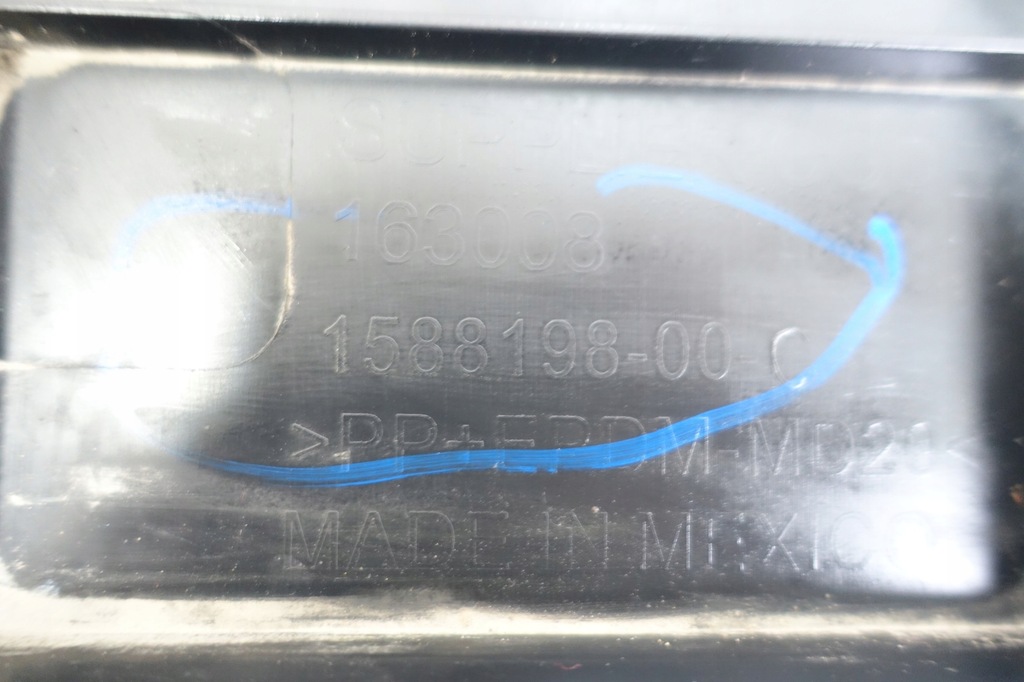 163008
1588198-00-C
>PP+EPDM-MD20<
MADE IN MEXICO